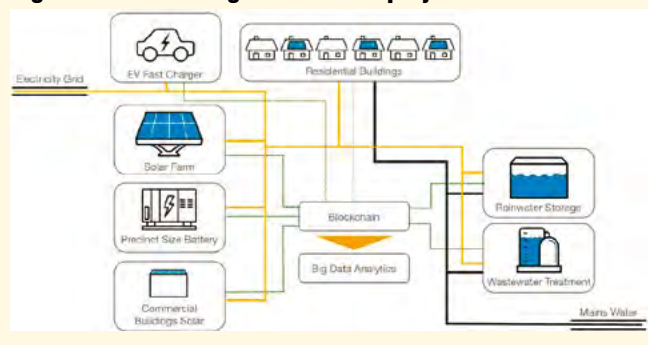 EV Fast Charger
Residential Buildings
Electricity Grid
Solar Farm
Blockchain
Rainwater Storage
Precinct Size Battery
Big Data Analytics
Wastewater Treatment
Commercial
Buildings Solar
Mains Water